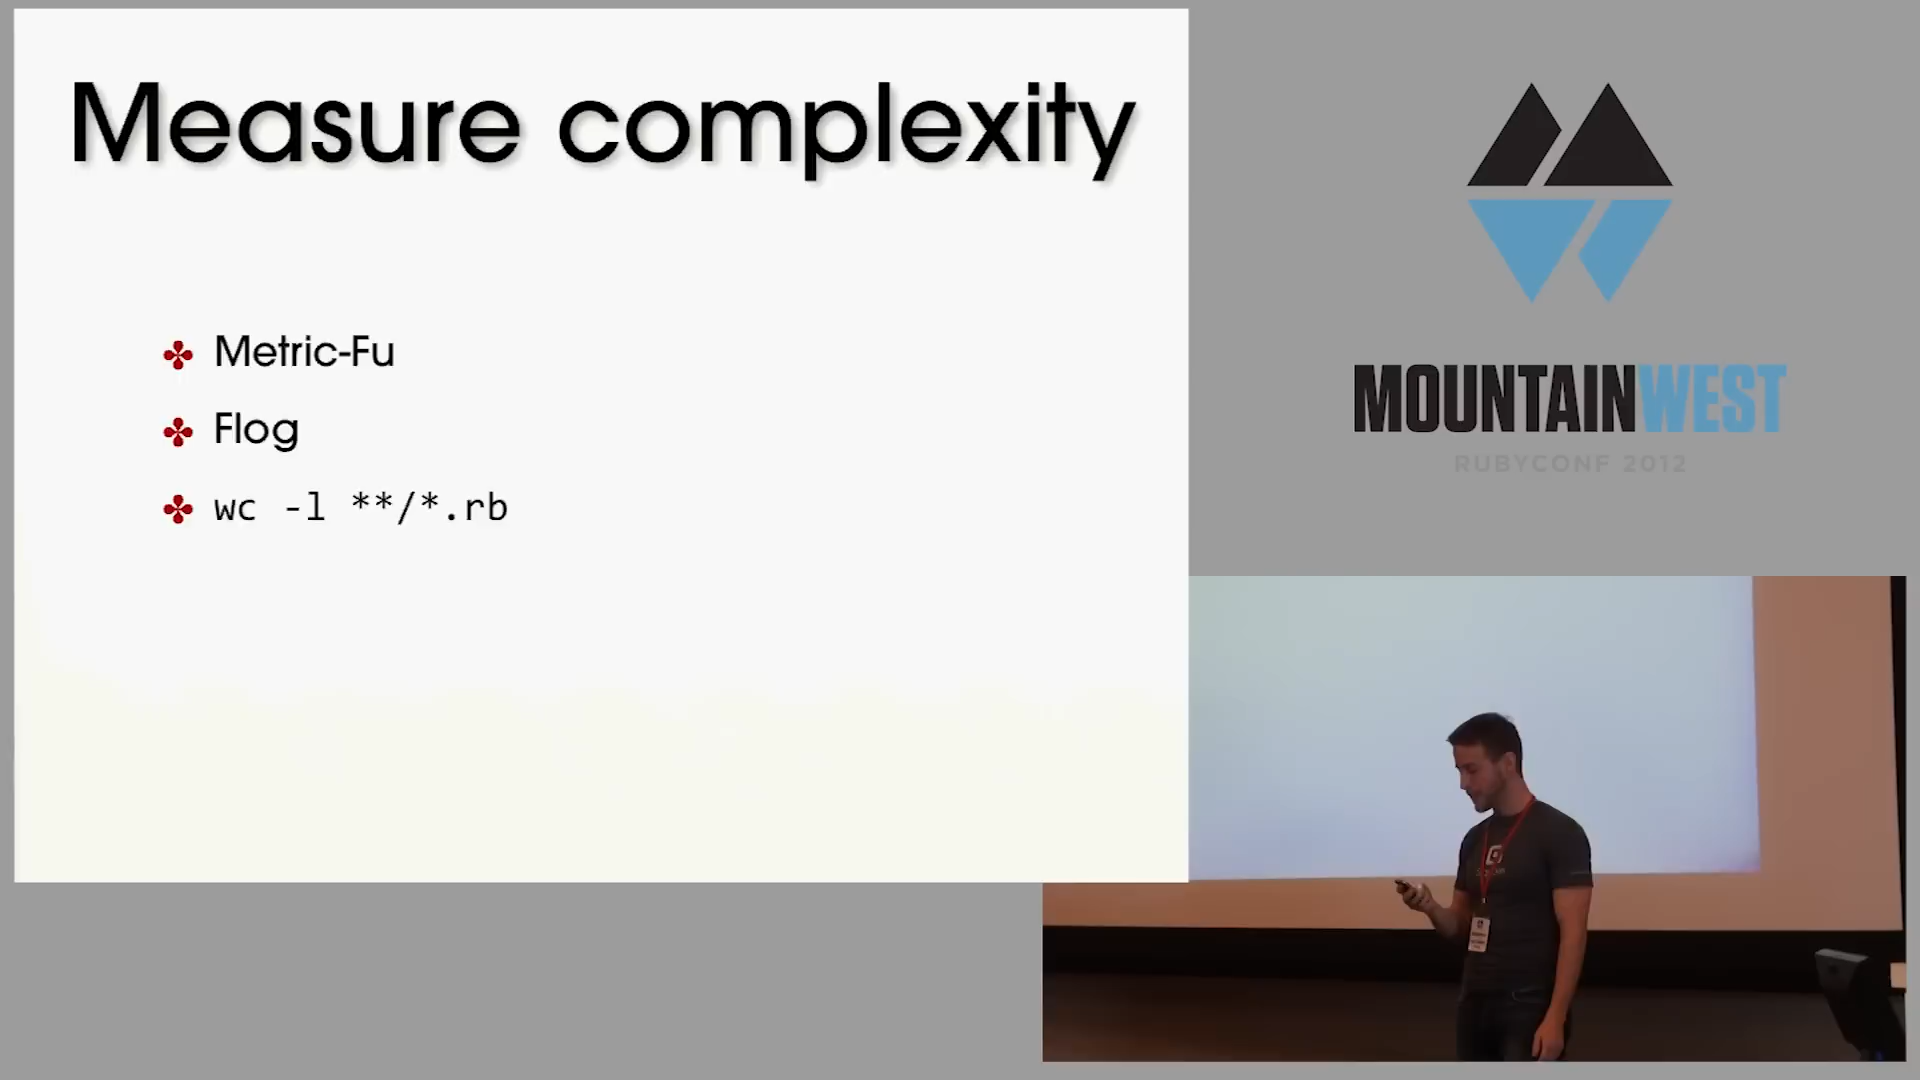 Measure complexity
Metric-Fu
Flog
wc -l **/*.rb
MOUNTAINWEST
RUBYCONF 2012